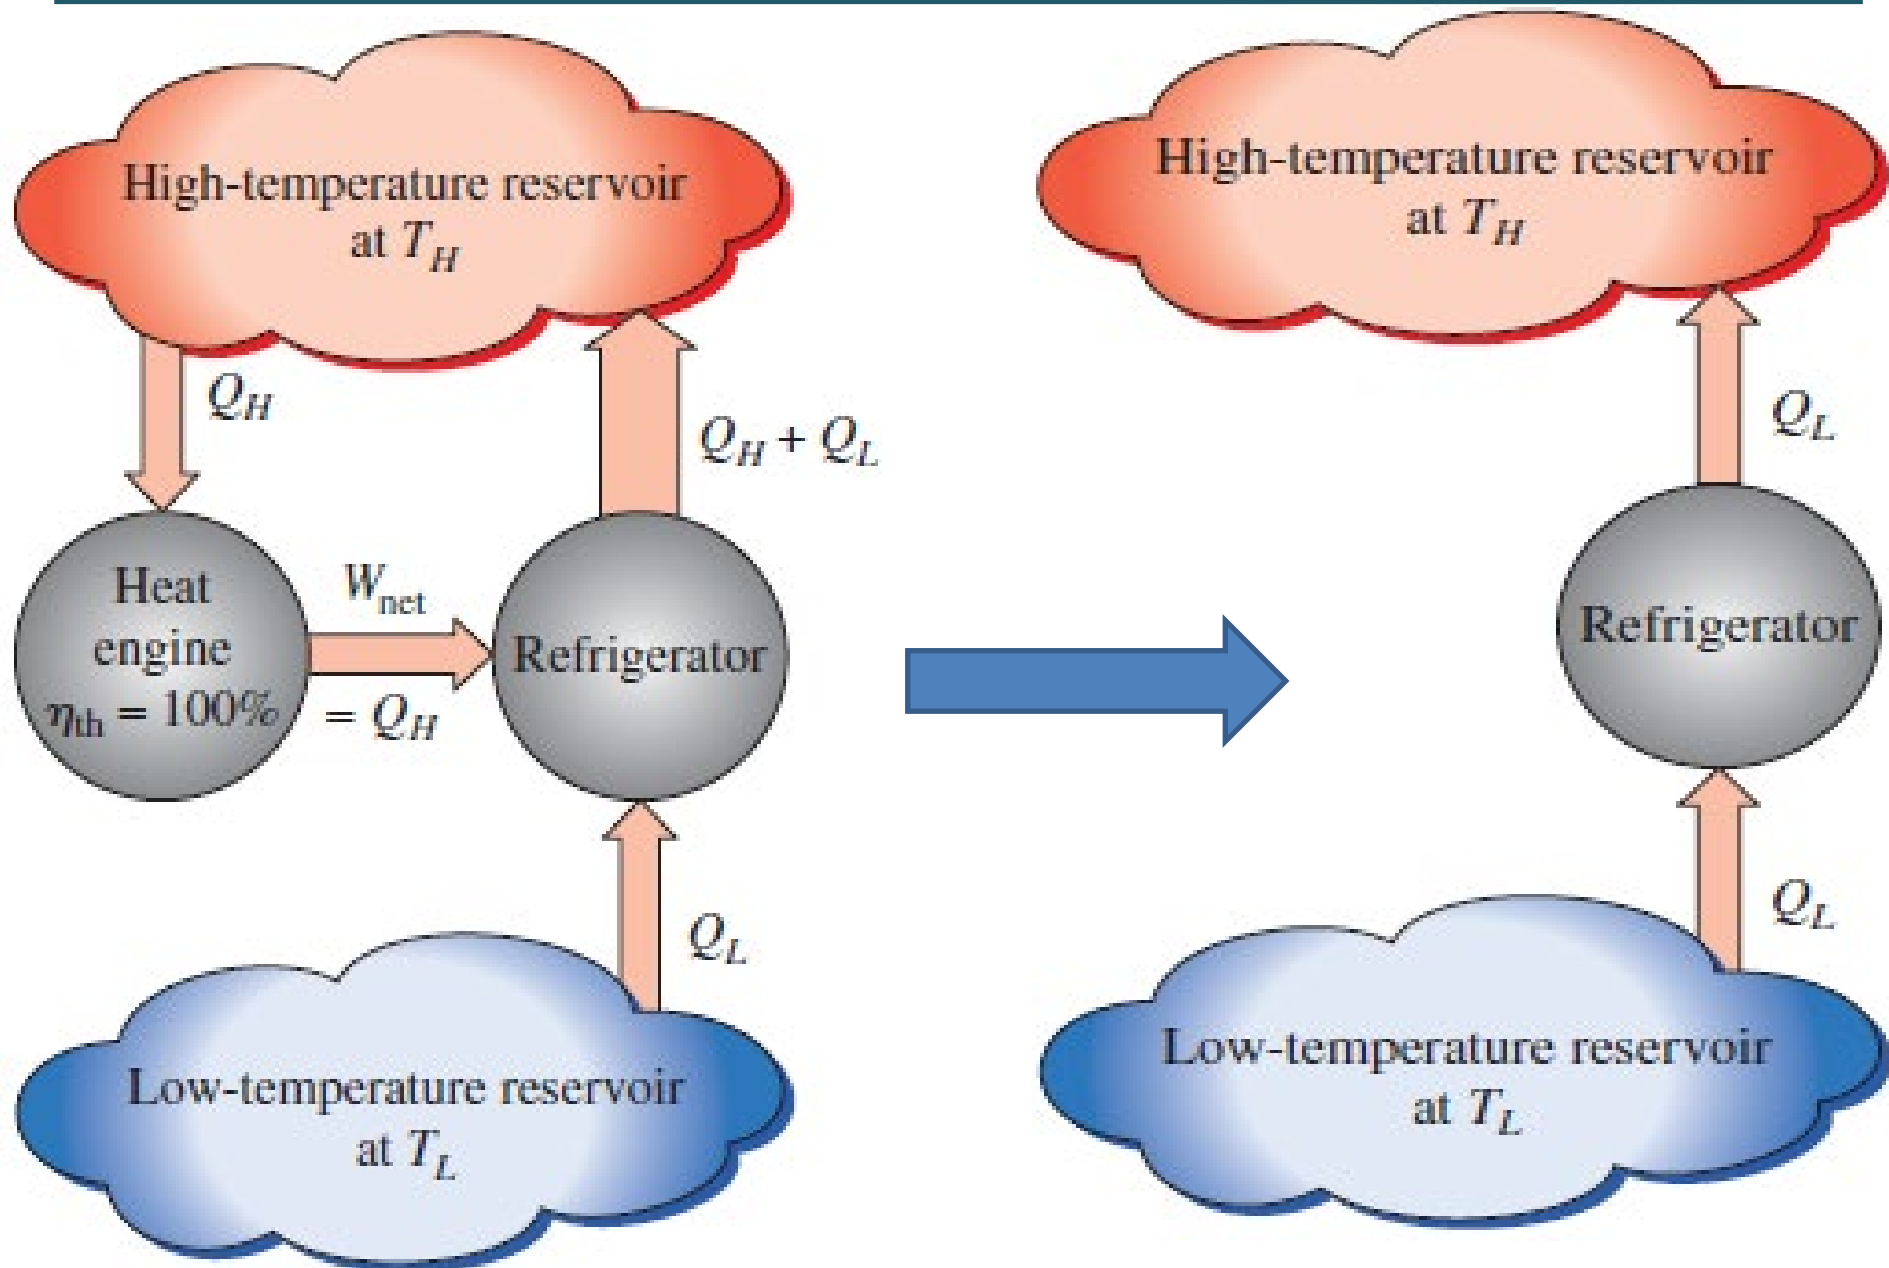 High-temperature reservoir
at T_H
Q_H
Q_H + Q_L
Heat
engine
η_th = 100%
W_net
= Q_H
Refrigerator
Q_L
Low-temperature reservoir
at T_L
High-temperature reservoir
at T_H
Q_L
Refrigerator
Q_L
Low-temperature reservoir
at T_L